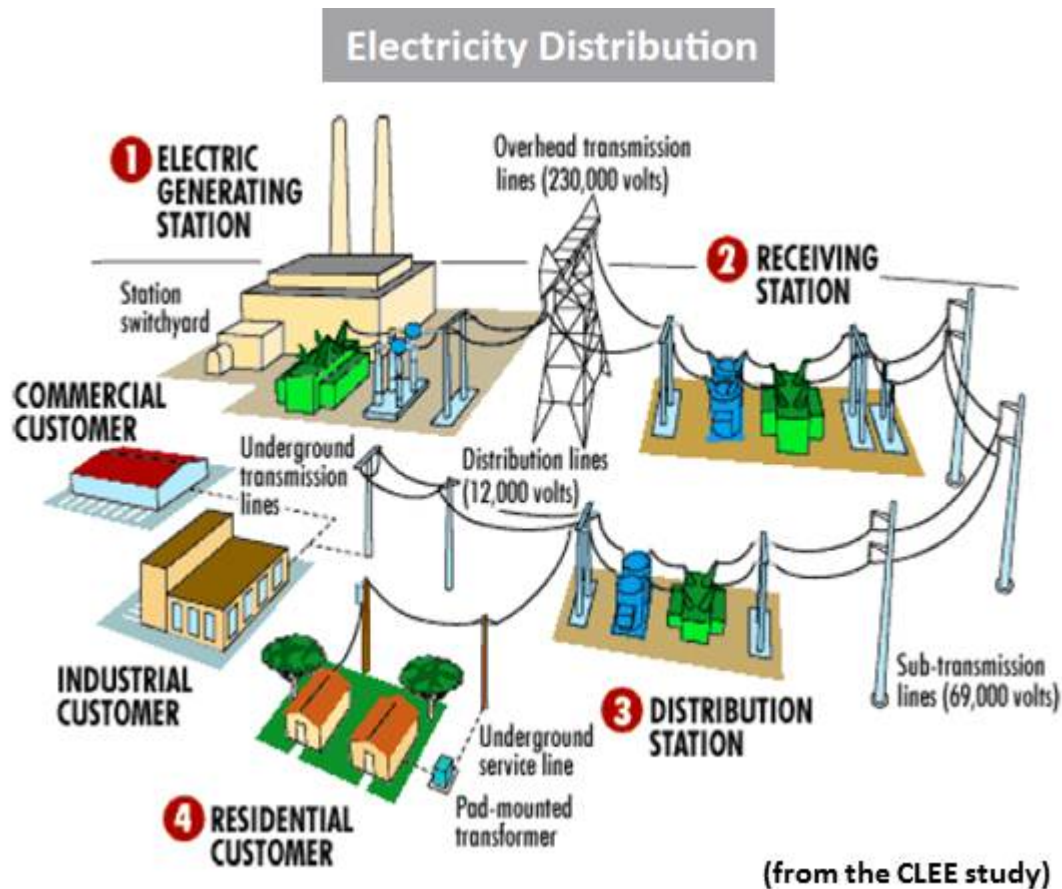 Electricity Distribution
1 ELECTRIC
GENERATING
STATION
Overhead transmission
lines (230,000 volts)
2 RECEIVING
STATION
Station
switchyard
COMMERCIAL
CUSTOMER
Underground
transmission
lines
Distribution lines
(12,000 volts)
INDUSTRIAL
CUSTOMER
Sub-transmission
lines (69,000 volts)
3 DISTRIBUTION
STATION
Underground
service line
Pad-mounted
transformer
4 RESIDENTIAL
CUSTOMER
(from the CLEE study)